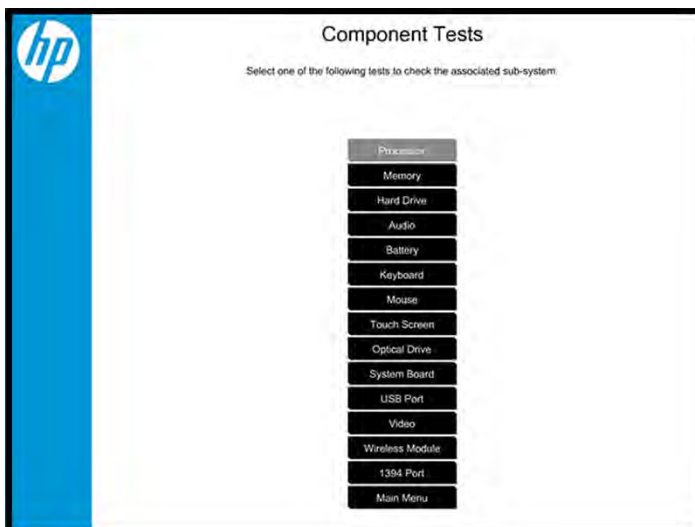 hp
Component Tests
Select one of the following tests to check the associated sub-system
Processor
Memory
Hard Drive
Audio
Battery
Keyboard
Mouse
Touch Screen
Optical Drive
System Board
USB Port
Video
Wireless Module
1394 Port
Main Menu